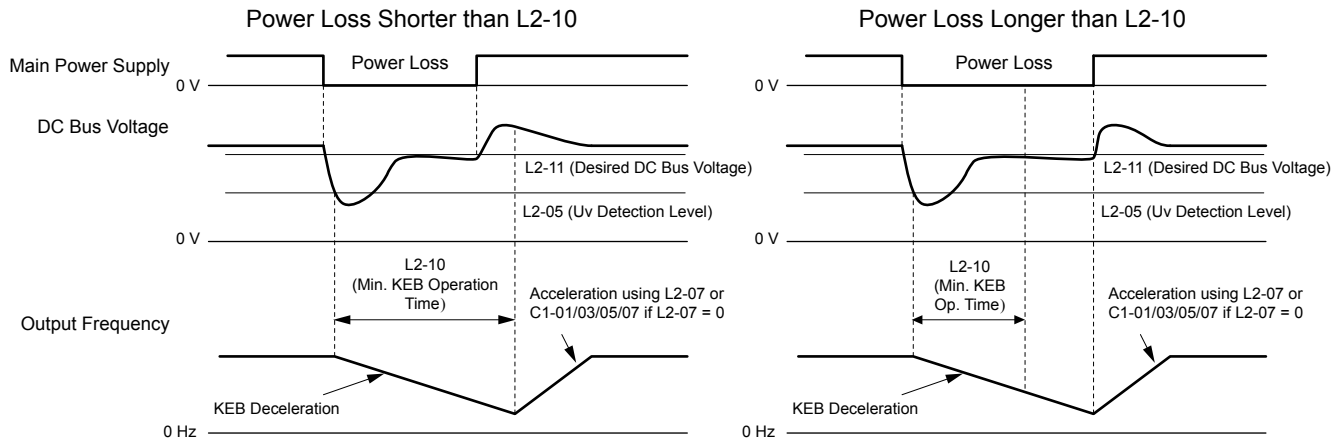 Power Loss Shorter than L2-10
Main Power Supply
Power Loss
0 V
DC Bus Voltage
L2-11 (Desired DC Bus Voltage)
L2-05 (Uv Detection Level)
0 V
L2-10
(Min. KEB Operation
Time)
Acceleration using L2-07 or
C1-01/03/05/07 if L2-07 = 0
Output Frequency
KEB Deceleration
0 Hz
Power Loss Longer than L2-10
Power Loss
0 V
L2-11 (Desired DC Bus Voltage)
L2-05 (Uv Detection Level)
0 V
L2-10
(Min. KEB
Op. Time)
Acceleration using L2-07 or
C1-01/03/05/07 if L2-07 = 0
KEB Deceleration
0 Hz